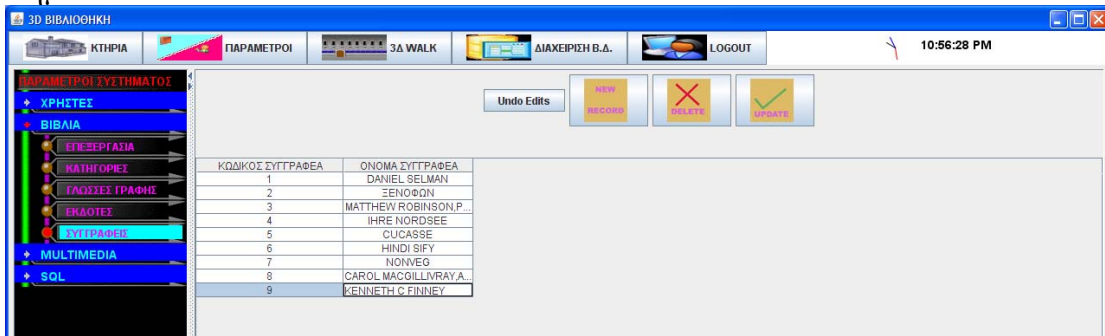 3D ΒΙΒΛΙΟΘΗΚΗ
ΚΤΗΡΙΑ ΠΑΡΑΜΕΤΡΟΙ 3Δ WALK ΔΙΑΧΕΙΡΙΣΗ Β.Δ. LOGOUT 10:56:28 PM
ΠΑΡΑΜΕΤΡΟΙ ΣΥΣΤΗΜΑΤΟΣ
ΧΡΗΣΤΕΣ
ΒΙΒΛΙΑ
ΕΠΕΞΕΡΓΑΣΙΑ
ΚΑΤΗΓΟΡΙΕΣ
ΓΛΩΣΣΕΣ ΓΡΑΦΗΣ
ΕΚΔΟΤΕΣ
ΣΥΓΓΡΑΦΕΙΣ
MULTIMEDIA
SQL
Undo Edits
NEW
RECORD
DELETE
UPDATE
ΚΩΔΙΚΟΣ ΣΥΓΓΡΑΦΕΑ ΟΝΟΜΑ ΣΥΓΓΡΑΦΕΑ
1 DANIEL SELMAN
2 ΞΕΝΟΦΩΝ
3 MATTHEW ROBINSON,P...
4 IHRE NORDSEE
5 CUCASSE
6 HINDI SIFY
7 NONVEG
8 CAROL MACGILLIVRAY,A...
9 KENNETH C FINNEY